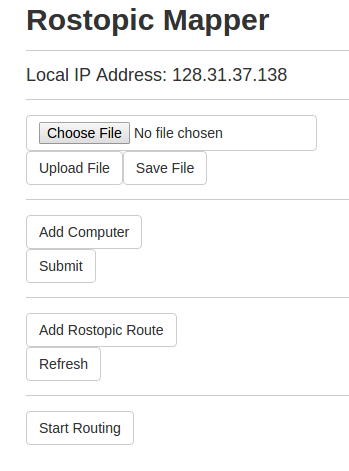 Rostopic Mapper
Local IP Address: 128.31.37.138
Choose File No file chosen
Upload File Save File
Add Computer
Submit
Add Rostopic Route
Refresh
Start Routing